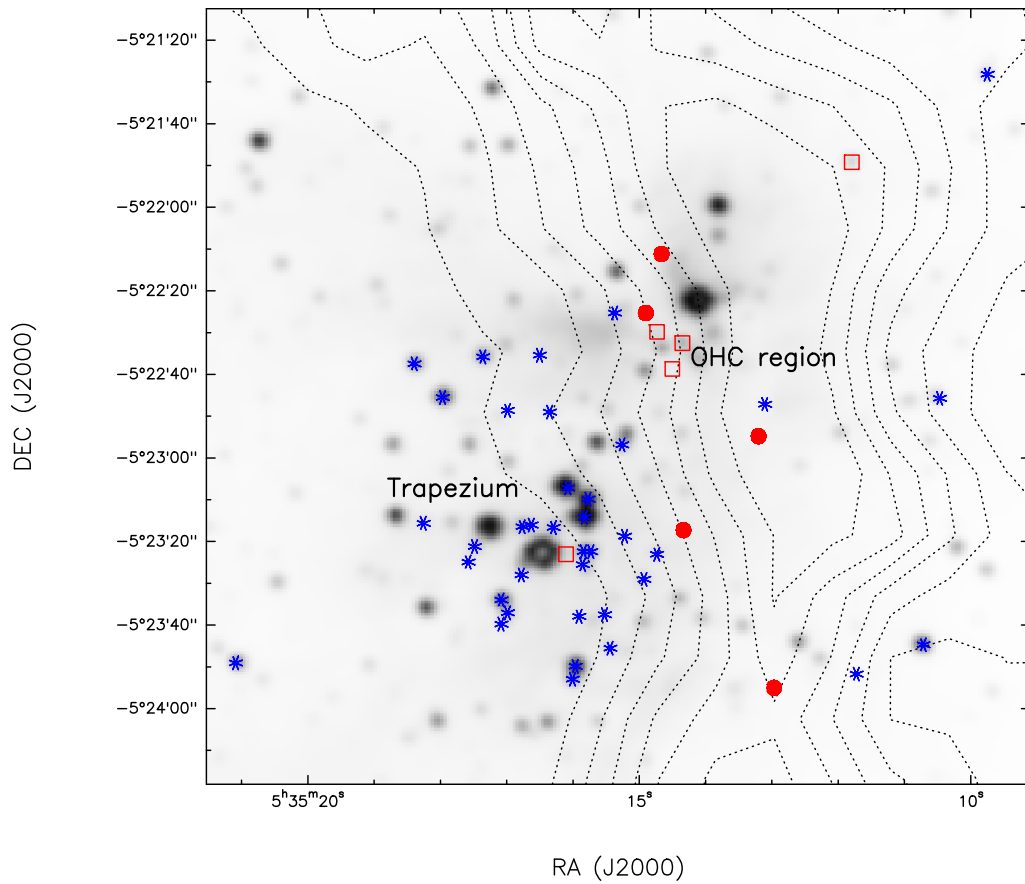 −5°21'20"
−5°21'40"
−5°22'00"
−5°22'20"
−5°22'40"
−5°23'00"
−5°23'20"
−5°23'40"
−5°24'00"
DEC (J2000)
OHC region
Trapezium
5ʰ35ᵐ20ˢ
15ˢ
10ˢ
RA (J2000)